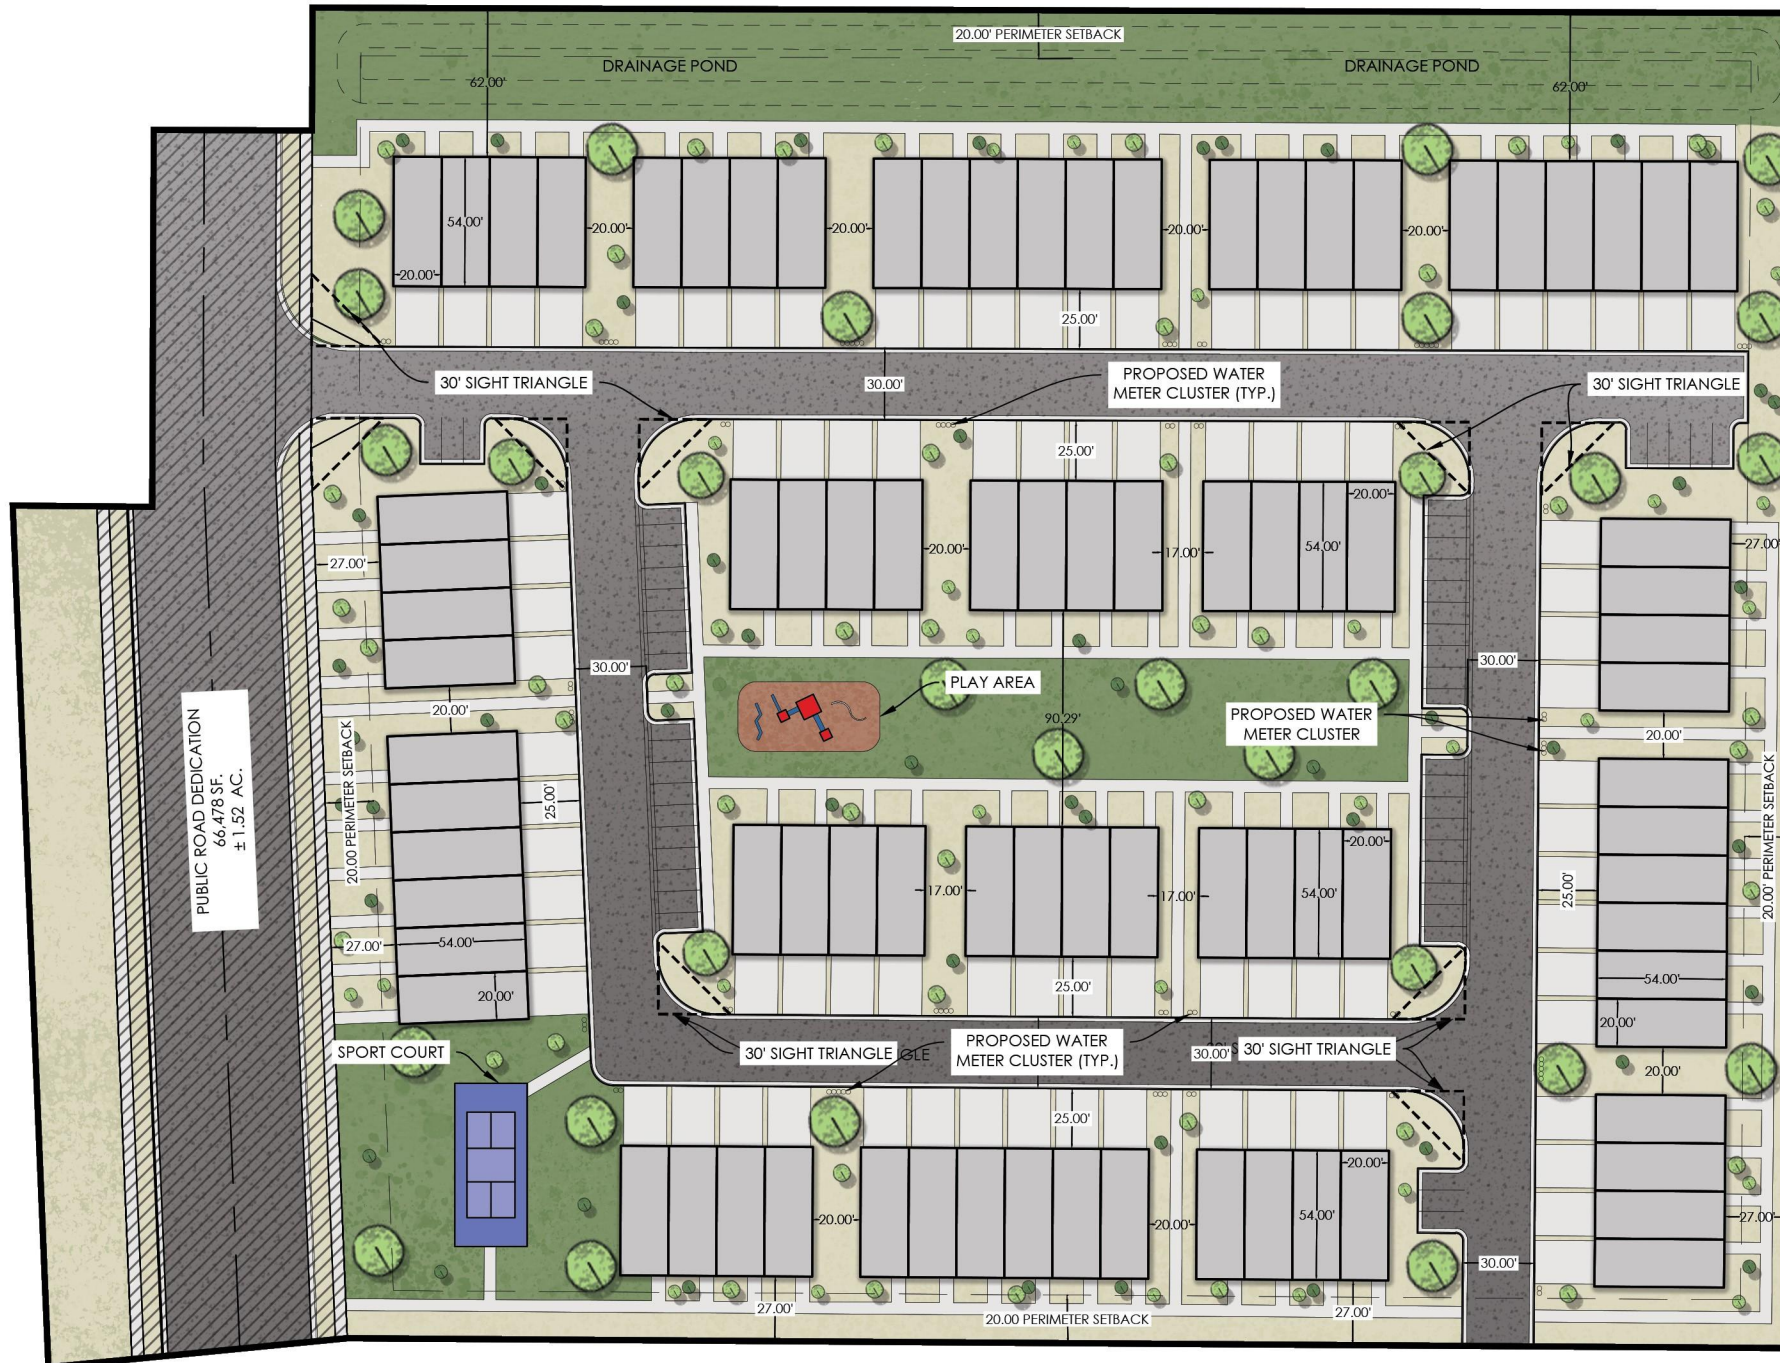 20.00' PERIMETER SETBACK
DRAINAGE POND
DRAINAGE POND
62.00'
62.00'
54.00'
20.00'
20.00'
20.00'
20.00'
20.00'
25.00'
30' SIGHT TRIANGLE
30.00'
PROPOSED WATER
METER CLUSTER (TYP.)
30' SIGHT TRIANGLE
25.00'
20.00'
27.00'
20.00'
17.00'
54.00'
27.00'
30.00'
30.00'
PLAY AREA
20.00'
90.29'
PROPOSED WATER
METER CLUSTER
20.00'
PUBLIC ROAD DEDICATION
66,478 SF.
± 1.52 AC.
20.00 PERIMETER SETBACK
25.00'
20.00' PERIMETER SETBACK
20.00'
17.00'
17.00'
54.00'
25.00'
27.00'
54.00'
20.00'
25.00'
54.00'
20.00'
SPORT COURT
30' SIGHT TRIANGLE
GLE
PROPOSED WATER
METER CLUSTER (TYP.)
30.00'
30' SIGHT TRIANGLE
20.00'
25.00'
20.00'
20.00'
20.00'
54.00'
27.00'
30.00'
27.00'
20.00 PERIMETER SETBACK
27.00'